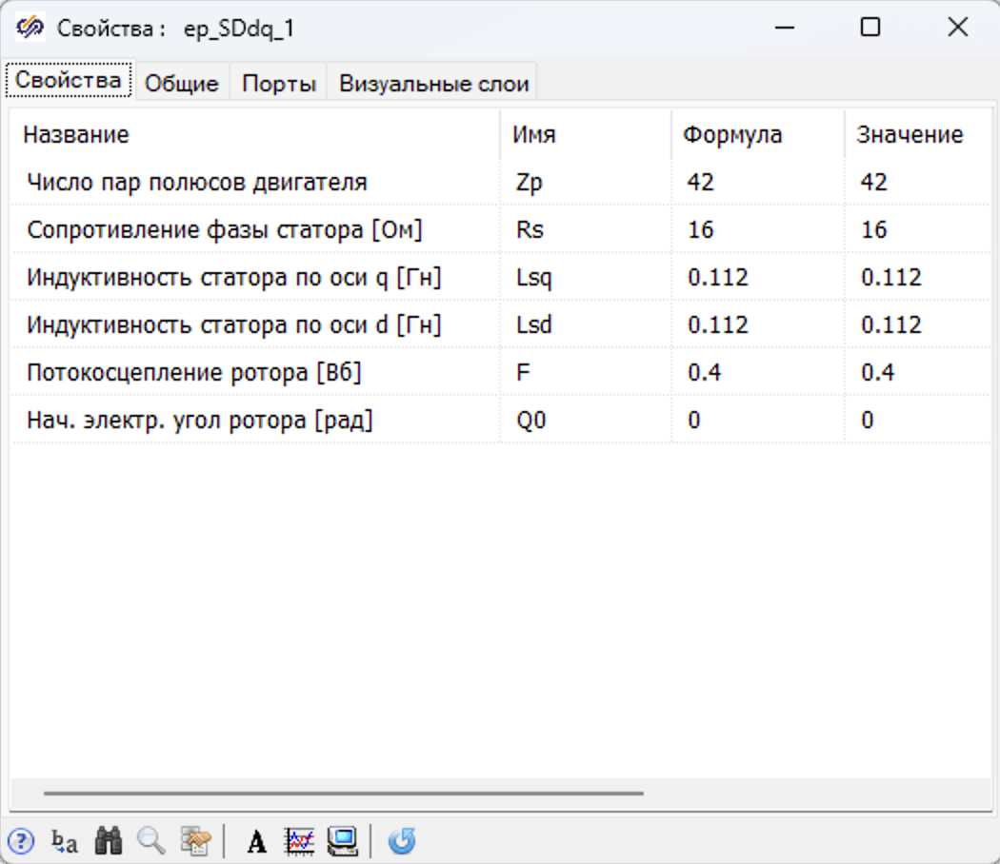 Свойства : ep_SDdq_1
Свойства Общие Порты Визуальные слои
Название Имя Формула Значение
Число пар полюсов двигателя Zp 42 42
Сопротивление фазы статора [Ом] Rs 16 16
Индуктивность статора по оси q [Гн] Lsq 0.112 0.112
Индуктивность статора по оси d [Гн] Lsd 0.112 0.112
Потокосцепление ротора [Вб] F 0.4 0.4
Нач. электр. угол ротора [рад] Q0 0 0
? ba A